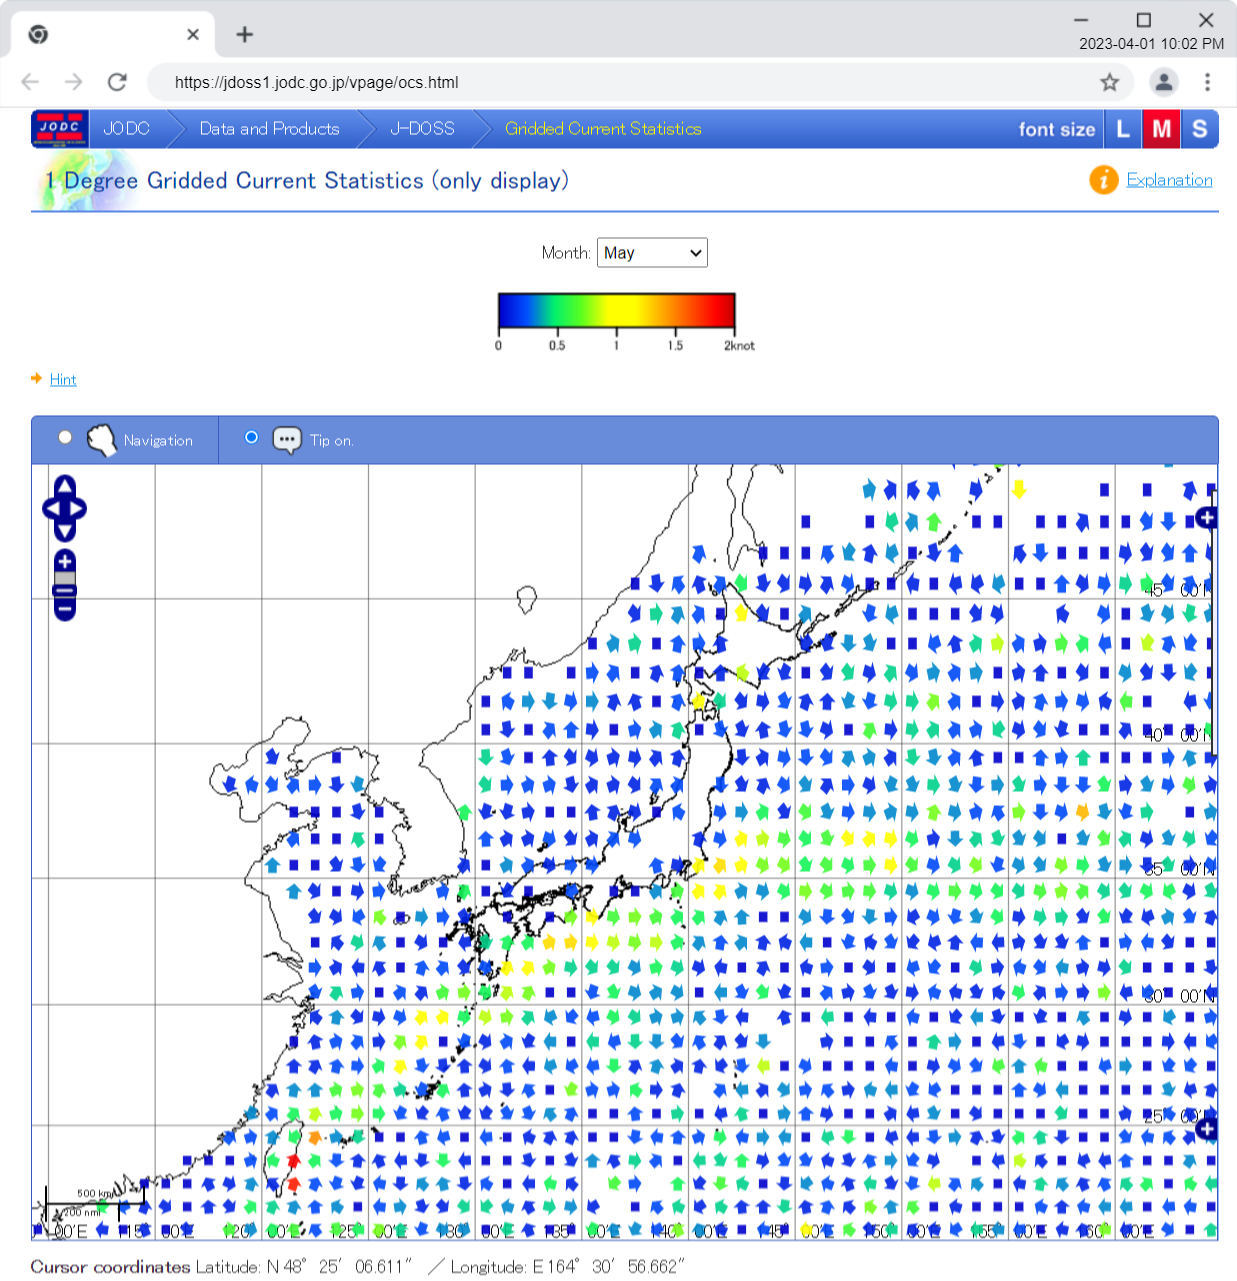 2023-04-01 10:02 PM
https://jdoss1.jodc.go.jp/vpage/ocs.html
JODC
JODC
Data and Products
J-DOSS
Gridded Current Statistics
font size
L
M
S
1 Degree Gridded Current Statistics (only display)
Explanation
Month:
May
0
0.5
1
1.5
2knot
Hint
Navigation
Tip on.
45 00'N
40 00'N
35 00'N
30 00'N
25 00'N
500 km
200 nmi
00'E
115 00'E
120 00'E
125 00'E
130 00'E
135 00'E
140 00'E
145 00'E
150 00'E
155 00'E
160 00'E
Cursor coordinates Latitude: N 48° 25′ 06.611″ ／ Longitude: E 164° 30′ 56.662″